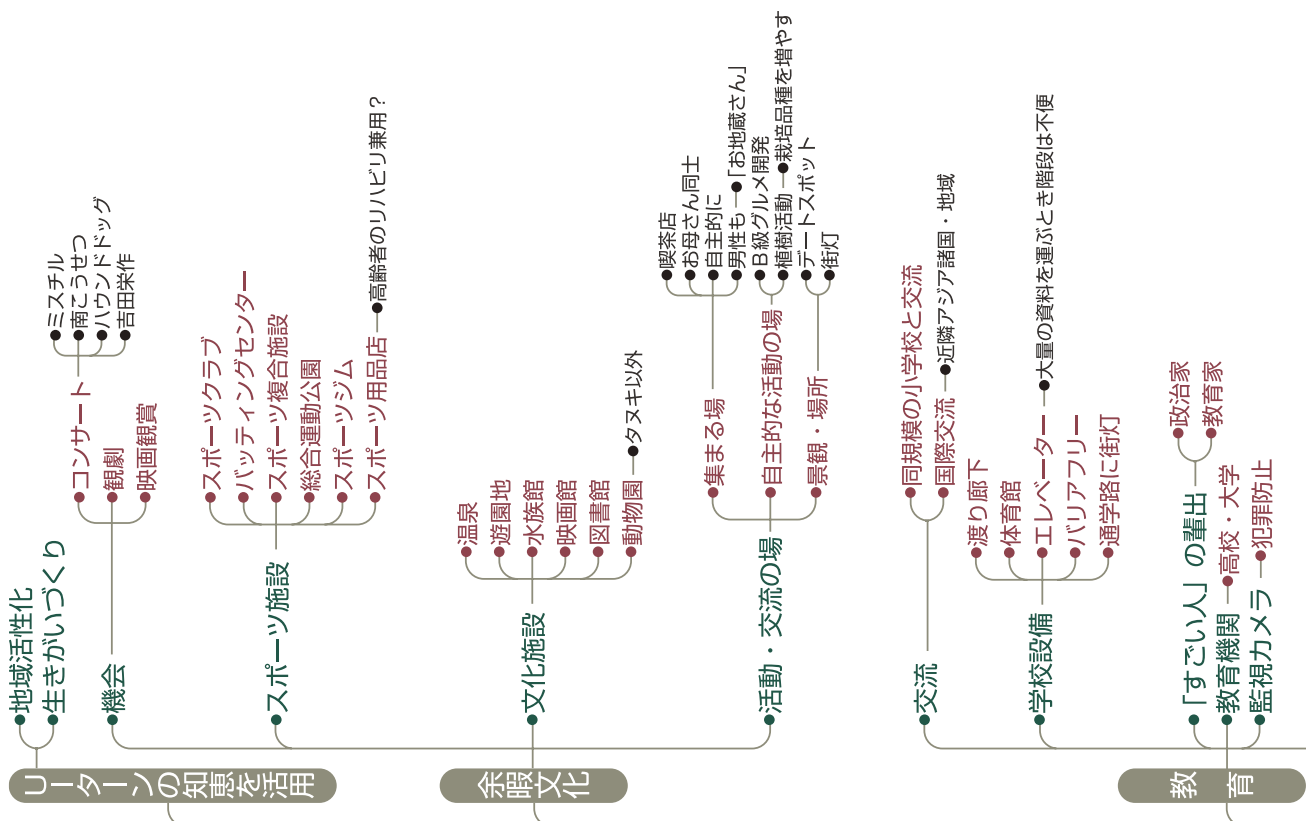 Uターンの知恵を活用
地域活性化
生きがいづくり
余暇文化
機会
コンサート
ミスチル
南こうせつ
ハウンドドッグ
吉田栄作
観劇
映画観賞
スポーツ施設
スポーツクラブ
バッティングセンター
スポーツ複合施設
総合運動公園
スポーツジム
スポーツ用品店
高齢者のリハビリ兼用？
文化施設
温泉
遊園地
水族館
映画館
図書館
動物園
タヌキ以外
活動・交流の場
集まる場
喫茶店
お母さん同士
自主的に
男性も
「お地蔵さん」
自主的な活動の場
B級グルメ開発
植樹活動
栽培品種を増やす
景観・場所
デートスポット
街灯
教育
交流
同規模の小学校と交流
国際交流
近隣アジア諸国・地域
学校設備
渡り廊下
体育館
エレベーター
大量の資料を運ぶとき階段は不便
バリアフリー
通学路に街灯
「すごい人」の輩出
政治家
教育家
教育機関
高校・大学
監視カメラ
犯罪防止